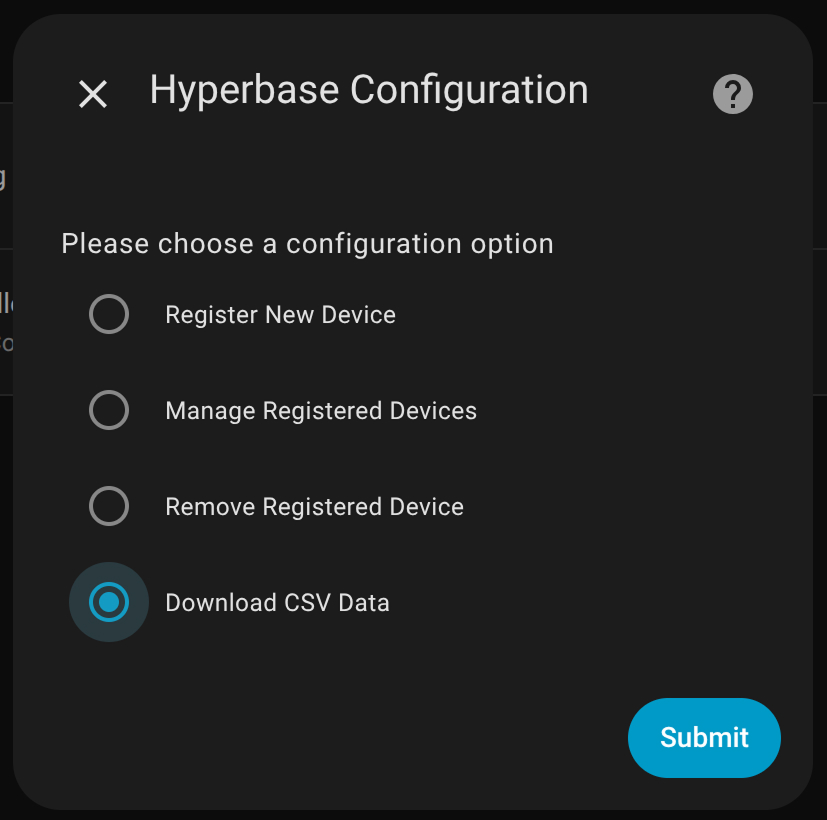 Hyperbase Configuration
Please choose a configuration option
Register New Device
Manage Registered Devices
Remove Registered Device
Download CSV Data
Submit